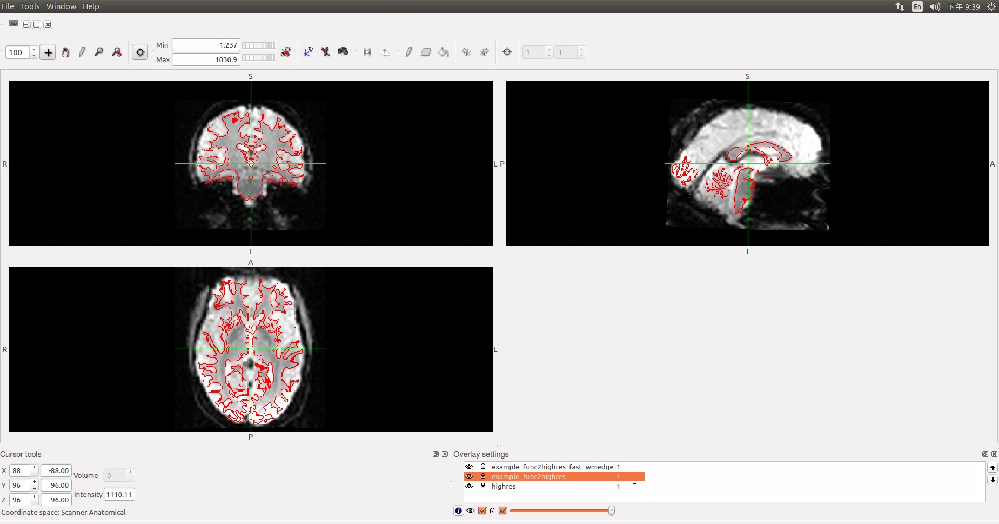 File Tools Window Help
En 下午 9:39
100
Min -1.237
Max 1030.9
1 1
S
S
R
L
P
A
I
I
A
R
L
P
Cursor tools
X 88 -88.00
Volume 0
Y 96 96.00
Intensity 1110.11
Z 96 96.00
Coordinate space: Scanner Anatomical
Overlay settings
example_func2highres_fast_wmedge 1
example_func2highres 1
highres 1